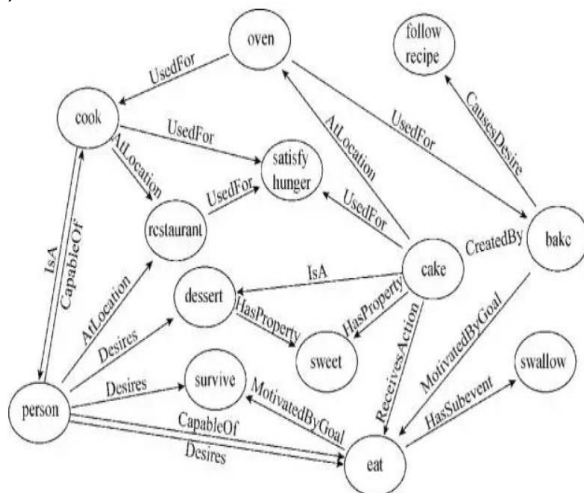 oven
follow
recipe
UsedFor
cook
UsedFor
AtLocation
AtLocation
UsedFor
CausesDesire
satisfy
hunger
UsedFor
UsedFor
rcstaurant
IsA
CapableOf
CreatedBy
bakc
cake
IsA
AtLocation
dessert
HasProperty
HasProperty
sweet
Desires
ReceivesAction
MotivatedByGoal
swallow
survive
Desires
MotivatedByGoal
HasSubevent
person
CapableOf
Desires
eat